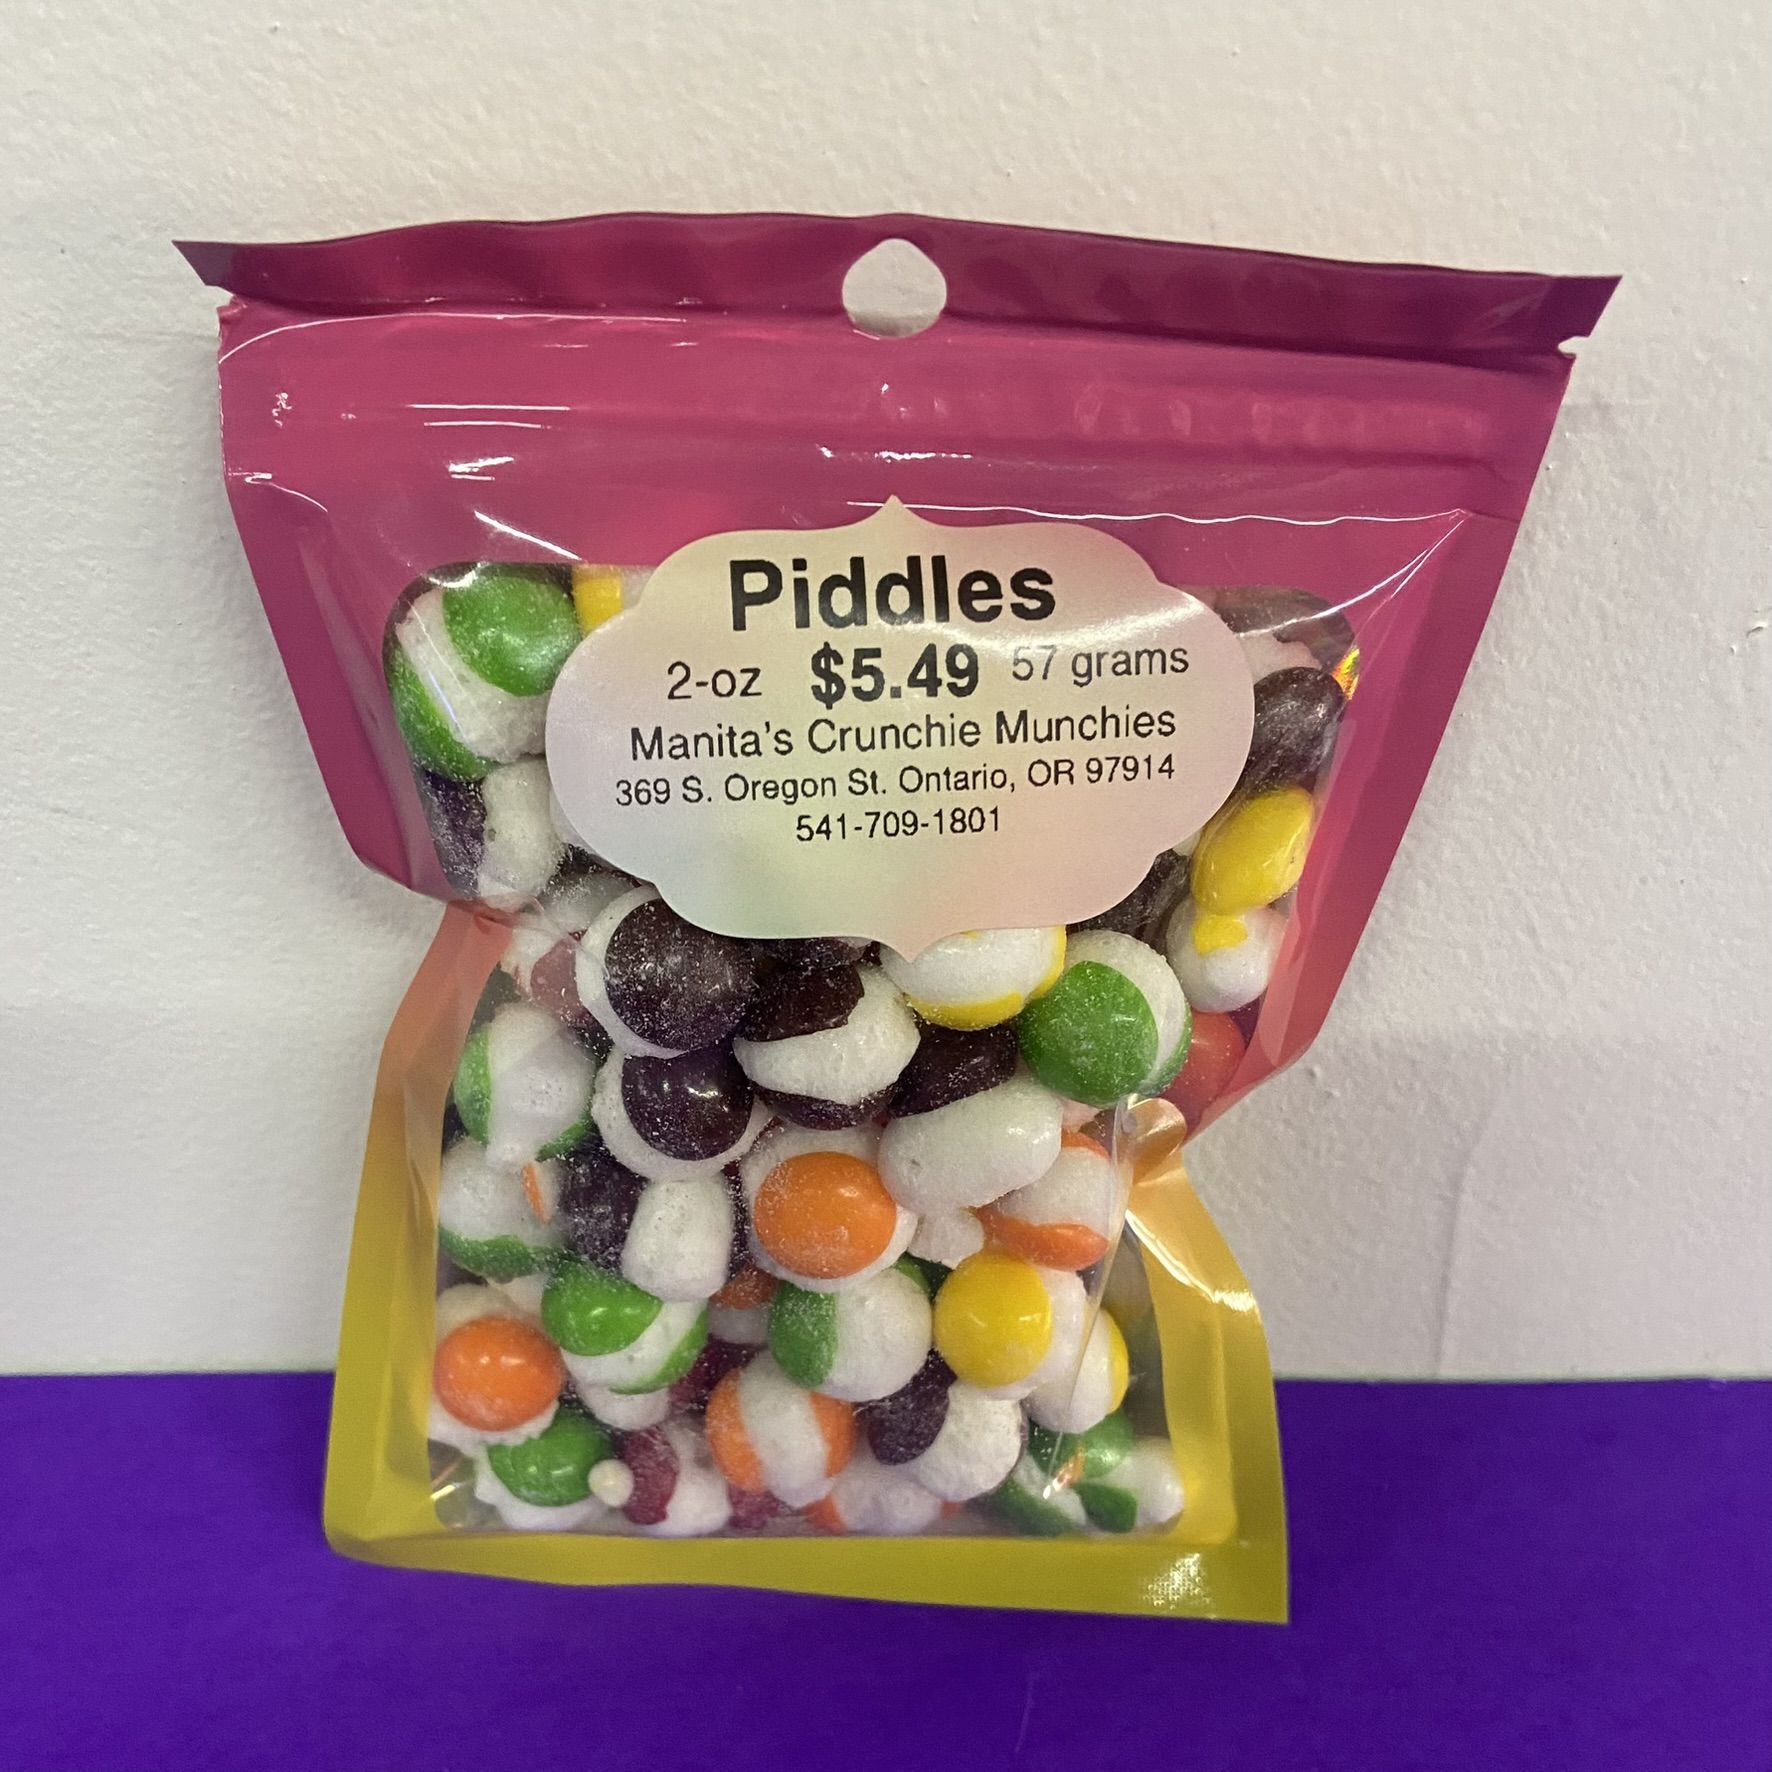 Piddles
2-oz $5.49 57 grams
Manita's Crunchie Munchies
369 S. Oregon St. Ontario, OR 97914
541-709-1801